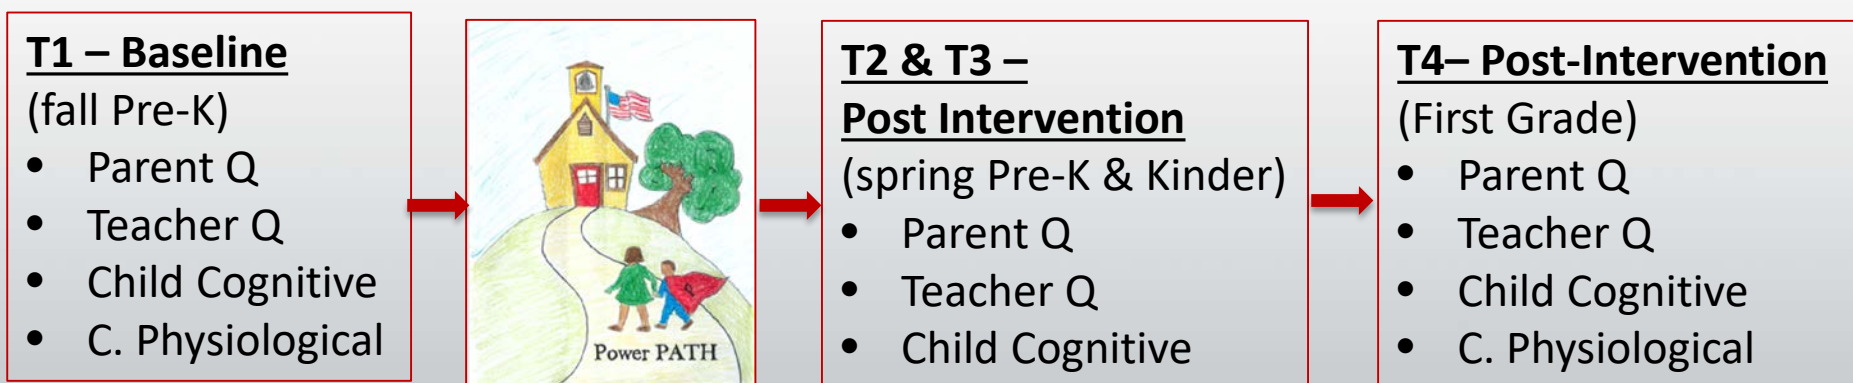 T1 – Baseline
(fall Pre-K)
• Parent Q
• Teacher Q
• Child Cognitive
• C. Physiological
P
Power PATH
T2 & T3 –
Post Intervention
(spring Pre-K & Kinder)
• Parent Q
• Teacher Q
• Child Cognitive
T4– Post-Intervention
(First Grade)
• Parent Q
• Teacher Q
• Child Cognitive
• C. Physiological